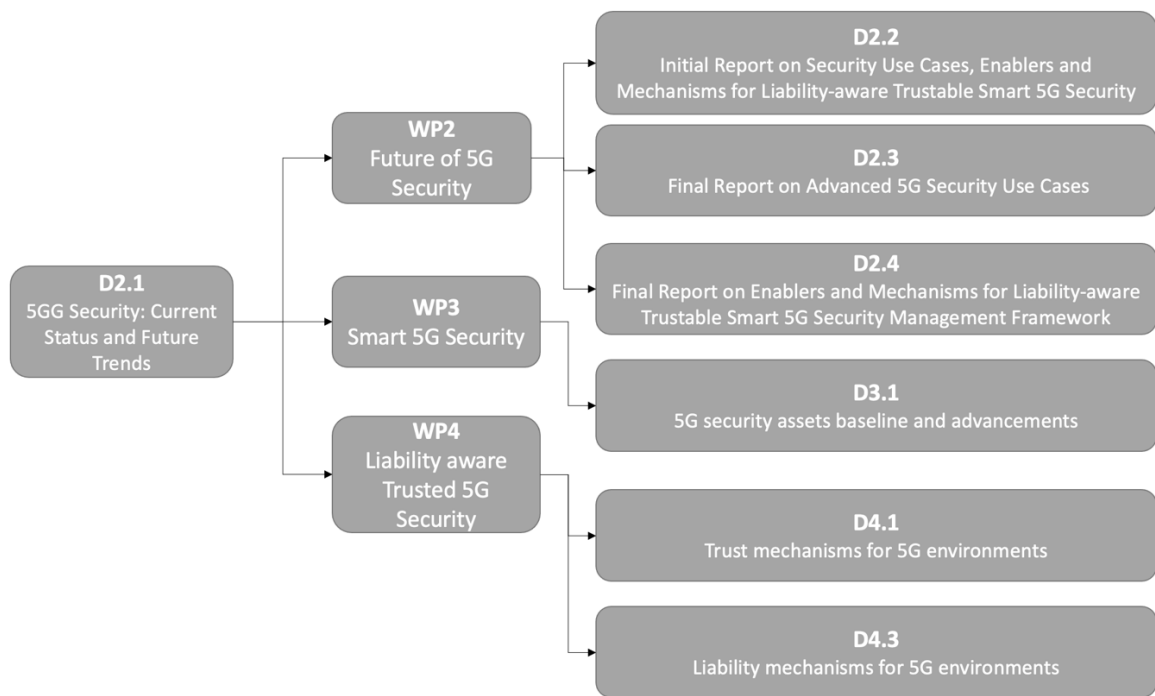 D2.1
5GG Security: Current
Status and Future
Trends
WP2
Future of 5G
Security
WP3
Smart 5G Security
WP4
Liability aware
Trusted 5G
Security
D2.2
Initial Report on Security Use Cases, Enablers and
Mechanisms for Liability-aware Trustable Smart 5G Security
D2.3
Final Report on Advanced 5G Security Use Cases
D2.4
Final Report on Enablers and Mechanisms for Liability-aware
Trustable Smart 5G Security Management Framework
D3.1
5G security assets baseline and advancements
D4.1
Trust mechanisms for 5G environments
D4.3
Liability mechanisms for 5G environments